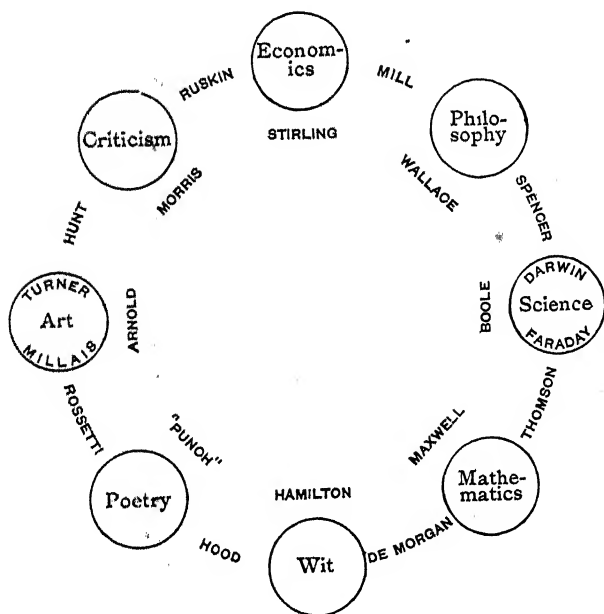 Econom-
ics
RUSKIN
MILL
Criticism
Philo-
sophy
STIRLING
MORRIS
WALLACE
HUNT
SPENCER
TURNER
Art
MILLAIS
ARNOLD
BOOLE
DARWIN
Science
FARADAY
ROSSETTI
"PUNCH"
MAXWELL
THOMSON
Poetry
Mathe-
matics
HAMILTON
HOOD
Wit
DE MORGAN